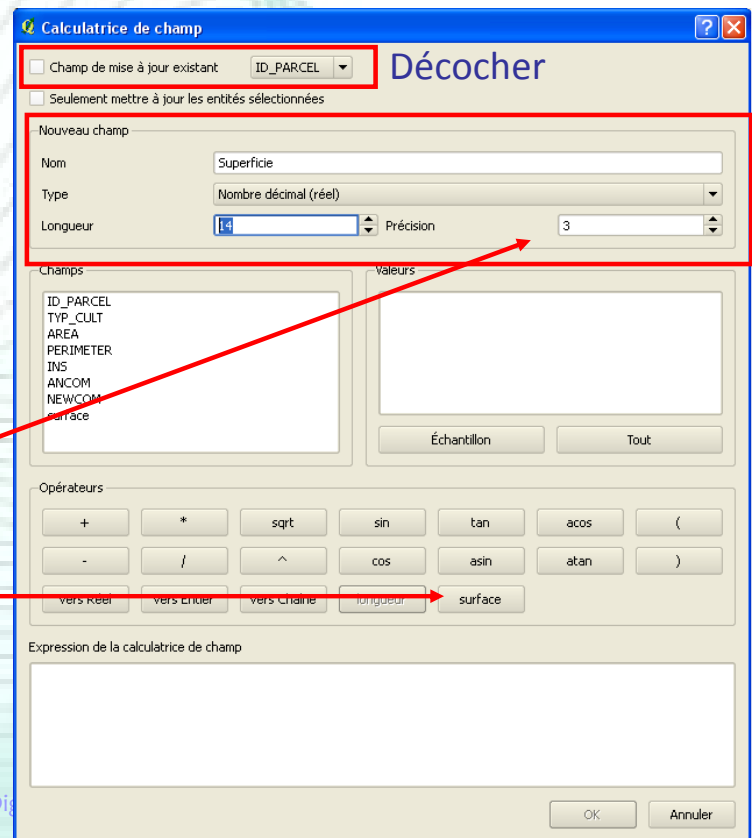 Calculatrice de champ
Champ de mise à jour existant ID_PARCEL Décocher
Seulement mettre à jour les entités sélectionnées
Nouveau champ
Nom Superficie
Type Nombre décimal (réel)
Longueur 14 Précision 3
Champs Valeurs
ID_PARCEL
TYP_CULT
AREA
PERIMETER
INS
ANCOM
NEWCOM
surface
Échantillon Tout
Opérateurs
+ * sqrt sin tan acos (
- / ^ cos asin atan )
vers Réel vers Entier vers Chaîne longueur surface
Expression de la calculatrice de champ
OK Annuler